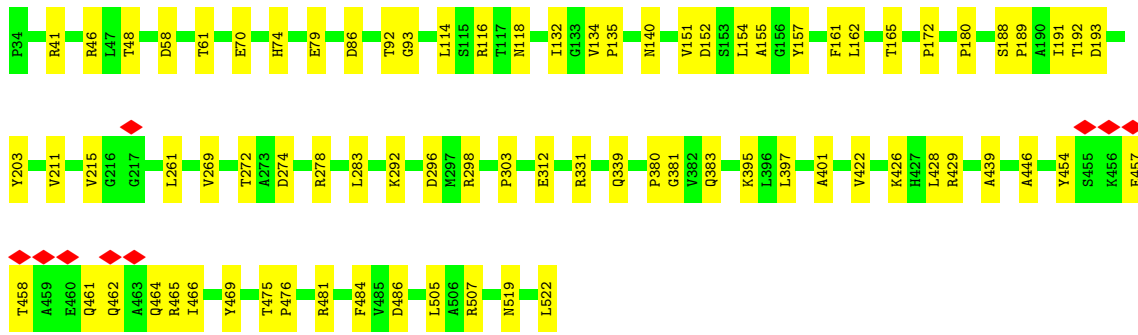 P34 R41 R46 L47 T48 D58 T61 E70 H74 E79 D86 T92 G93 L114 S115 R116 T117 N118 I132 G133 V134 P135 N140 V151 D152 S153 L154 A155 G156 Y157 F161 L162 T165 P172 P180 S188 P189 A190 I191 T192 D193
Y203 V211 V215 G216 G217 L261 V269 T272 A273 D274 R278 L283 K292 D296 M297 R298 P303 E312 R331 Q339 P380 G381 V382 Q383 K395 L396 L397 A401 V422 K426 H427 L428 R429 A439 A446 Y454 S455 K456 E457
T458 A459 E460 Q461 Q462 A463 Q464 R465 I466 Y469 T475 P476 R481 F484 V485 D486 L505 A506 R507 N519 L522